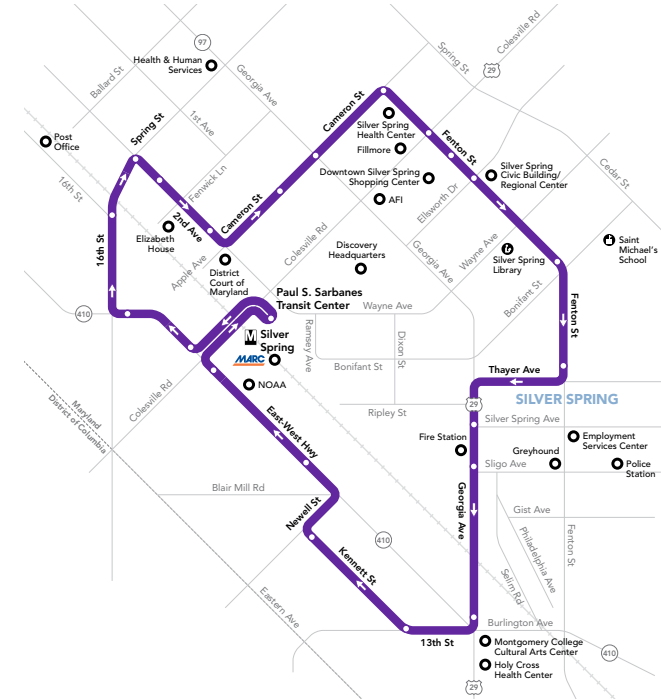 Colesville Rd
97
Spring St
29
Health & Human
Services
Georgia Ave
Ballard St
Cameron St
1st Ave
Spring St
Silver Spring
Health Center
Fenton St
Post
Office
Fillmore
Cedar St
16th St
Fenwick Ln
Downtown Silver Spring
Shopping Center
Silver Spring
Civic Building/
Regional Center
Ellsworth Dr
AFI
Cameron St
2nd Ave
Elizabeth
House
16th St
Colesville Rd
Georgia Ave
Wayne Ave
Saint
Michael's
School
Discovery
Headquarters
Silver Spring
Library
Apple Ave
District
Court of
Maryland
Bonifant St
Paul S. Sarbanes
Transit Center
Wayne Ave
Fenton St
410
M
Silver
Spring
Ramsey Ave
Dixon St
MARC
Bonifant St
Thayer Ave
NOAA
Colesville Rd
SILVER SPRING
29
Ripley St
Silver Spring Ave
Maryland
District of Columbia
East-West Hwy
Fire Station
Employment
Services Center
Greyhound
Sligo Ave
Police
Station
Blair Mill Rd
Georgia Ave
Newell St
Gist Ave
410
Fenton St
Philadelphia Ave
Kennett St
Selim Rd
Eastern Ave
Burlington Ave
13th St
Montgomery College
Cultural Arts Center
410
Holy Cross
Health Center
29